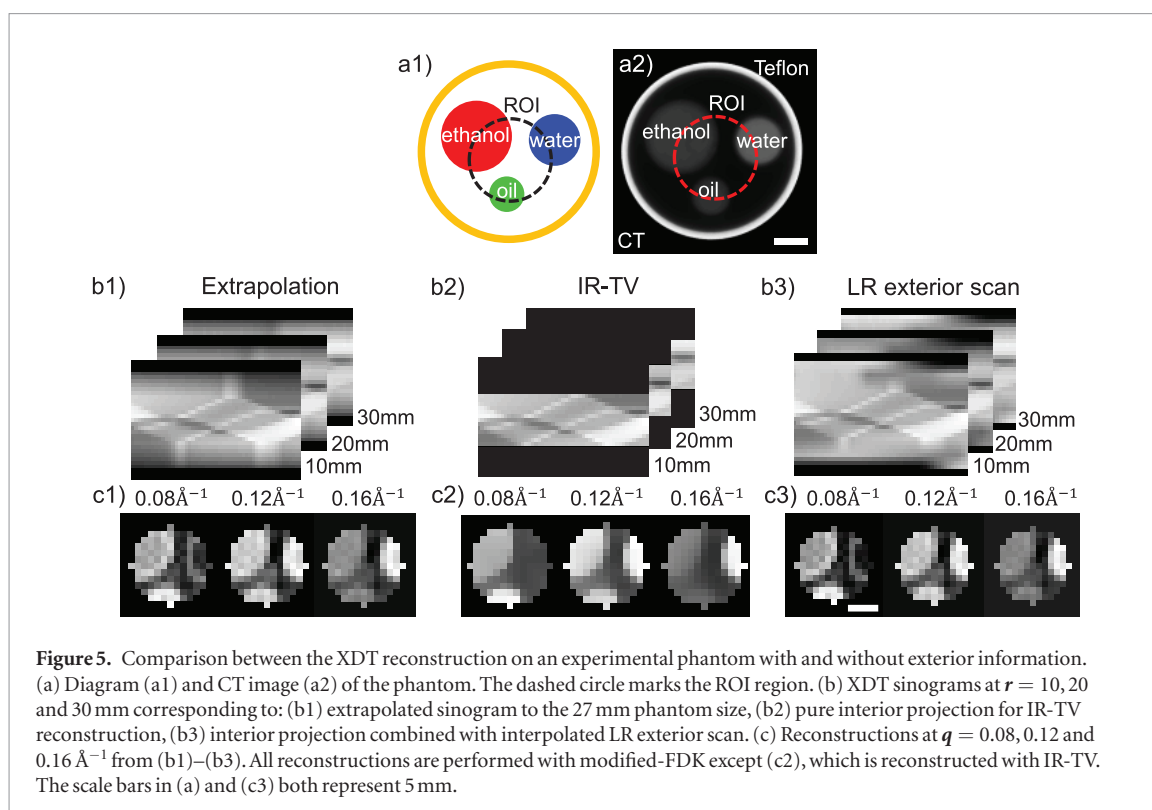 a1)
ROI
ethanol
water
oil
a2)
Teflon
ROI
ethanol
water
oil
CT
b1)
Extrapolation
30mm
20mm
10mm
b2)
IR-TV
30mm
20mm
10mm
b3)
LR exterior scan
30mm
20mm
10mm
c1)
0.08Å⁻¹ 0.12Å⁻¹ 0.16Å⁻¹
c2)
0.08Å⁻¹ 0.12Å⁻¹ 0.16Å⁻¹
c3)
0.08Å⁻¹ 0.12Å⁻¹ 0.16Å⁻¹
Figure 5. Comparison between the XDT reconstruction on an experimental phantom with and without exterior information.
(a) Diagram (a1) and CT image (a2) of the phantom. The dashed circle marks the ROI region. (b) XDT sinograms at r = 10, 20
and 30 mm corresponding to: (b1) extrapolated sinogram to the 27 mm phantom size, (b2) pure interior projection for IR-TV
reconstruction, (b3) interior projection combined with interpolated LR exterior scan. (c) Reconstructions at q = 0.08, 0.12 and
0.16 Å⁻¹ from (b1)–(b3). All reconstructions are performed with modified-FDK except (c2), which is reconstructed with IR-TV.
The scale bars in (a) and (c3) both represent 5 mm.